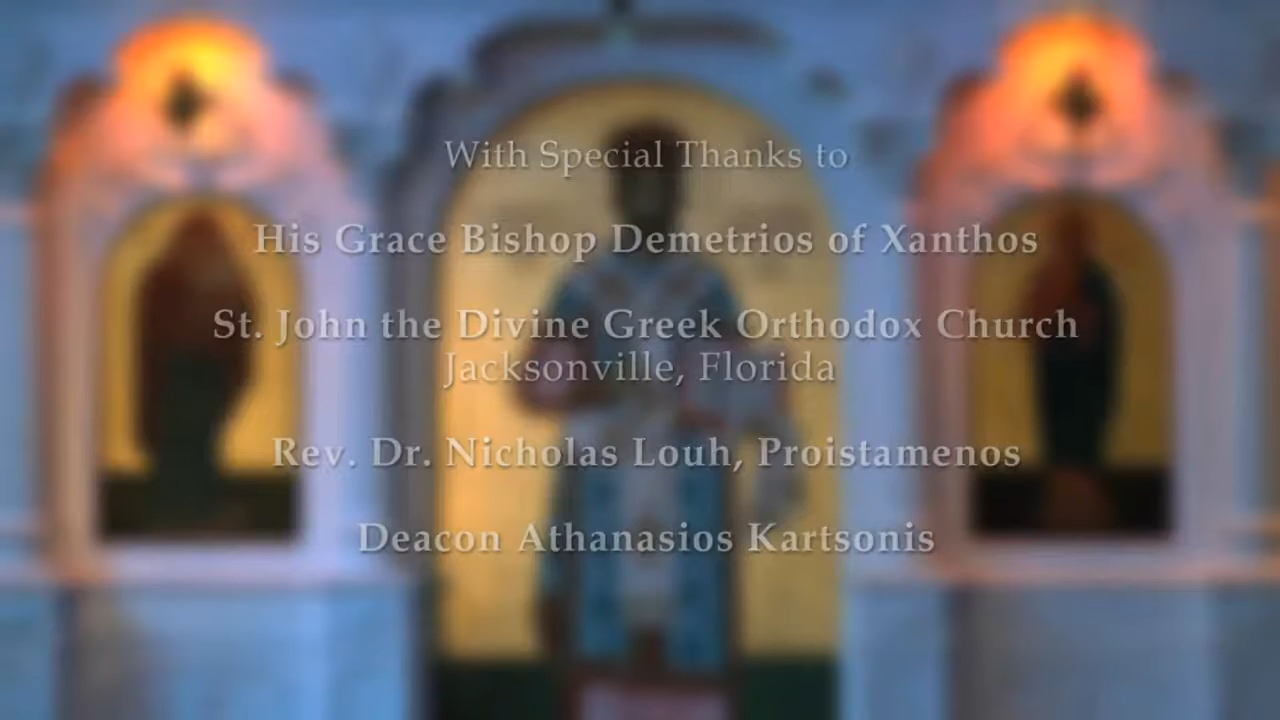 With Special Thanks to
His Grace Bishop Demetrios of Xanthos
St. John the Divine Greek Orthodox Church
Jacksonville, Florida
Rev. Dr. Nicholas Louh, Proistamenos
Deacon Athanasios Kartsonis